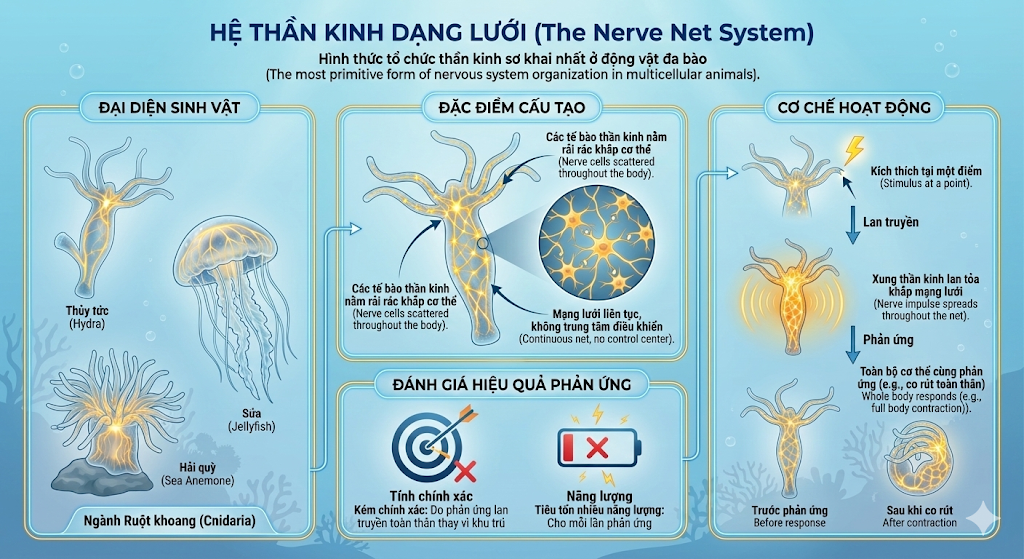 HỆ THẦN KINH DẠNG LƯỚI (The Nerve Net System)
Hình thức tổ chức thần kinh sơ khai nhất ở động vật đa bào
(The most primitive form of nervous system organization in multicellular animals).
ĐẠI DIỆN SINH VẬT
Thủy tức
(Hydra)
Sứa
(Jellyfish)
Hải quỳ
(Sea Anemone)
Ngành Ruột khoang (Cnidaria)
ĐẶC ĐIỂM CẤU TẠO
Các tế bào thần kinh nằm
rải rác khắp cơ thể
(Nerve cells scattered
throughout the body).
Các tế bào thần kinh
nằm rải rác khắp cơ thể
(Nerve cells scattered
throughout the body).
Mạng lưới liên tục,
không trung tâm điều khiển
(Continuous net, no control center).
ĐÁNH GIÁ HIỆU QUẢ PHẢN ỨNG
Tính chính xác
Kém chính xác: Do phản ứng lan
truyền toàn thân thay vì khu trú
Năng lượng
Tiêu tốn nhiều năng lượng:
Cho mỗi lần phản ứng
CƠ CHẾ HOẠT ĐỘNG
Kích thích tại một điểm
(Stimulus at a point).
Lan truyền
Xung thần kinh lan tỏa
khắp mạng lưới
(Nerve impulse spreads
throughout the net).
Phản ứng
Toàn bộ cơ thể cùng phản
ứng (e.g., co rút toàn thân)
Whole body responds (e.g.,
full body contraction)).
Trước phản ứng
Before response
Sau khi co rút
After contraction